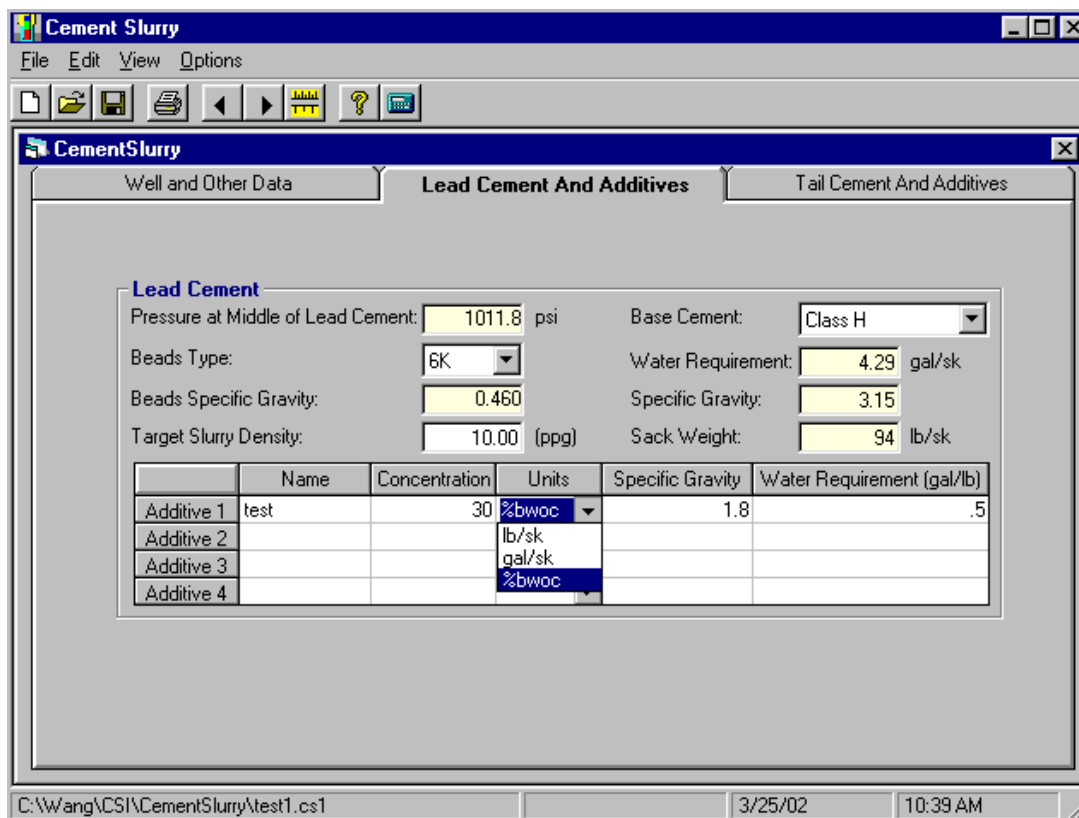 Cement Slurry
File Edit View Options
CementSlurry
Well and Other Data Lead Cement And Additives Tail Cement And Additives
Lead Cement
Pressure at Middle of Lead Cement: 1011.8 psi Base Cement: Class H
Beads Type: 6K Water Requirement: 4.29 gal/sk
Beads Specific Gravity: 0.460 Specific Gravity: 3.15
Target Slurry Density: 10.00 (ppg) Sack Weight: 94 lb/sk
Name Concentration Units Specific Gravity Water Requirement (gal/lb)
Additive 1 test 30 %bwoc 1.8 .5
Additive 2 lb/sk
Additive 3 gal/sk
Additive 4 %bwoc
C:\Wang\CSI\CementSlurry\test1.cs1 3/25/02 10:39 AM